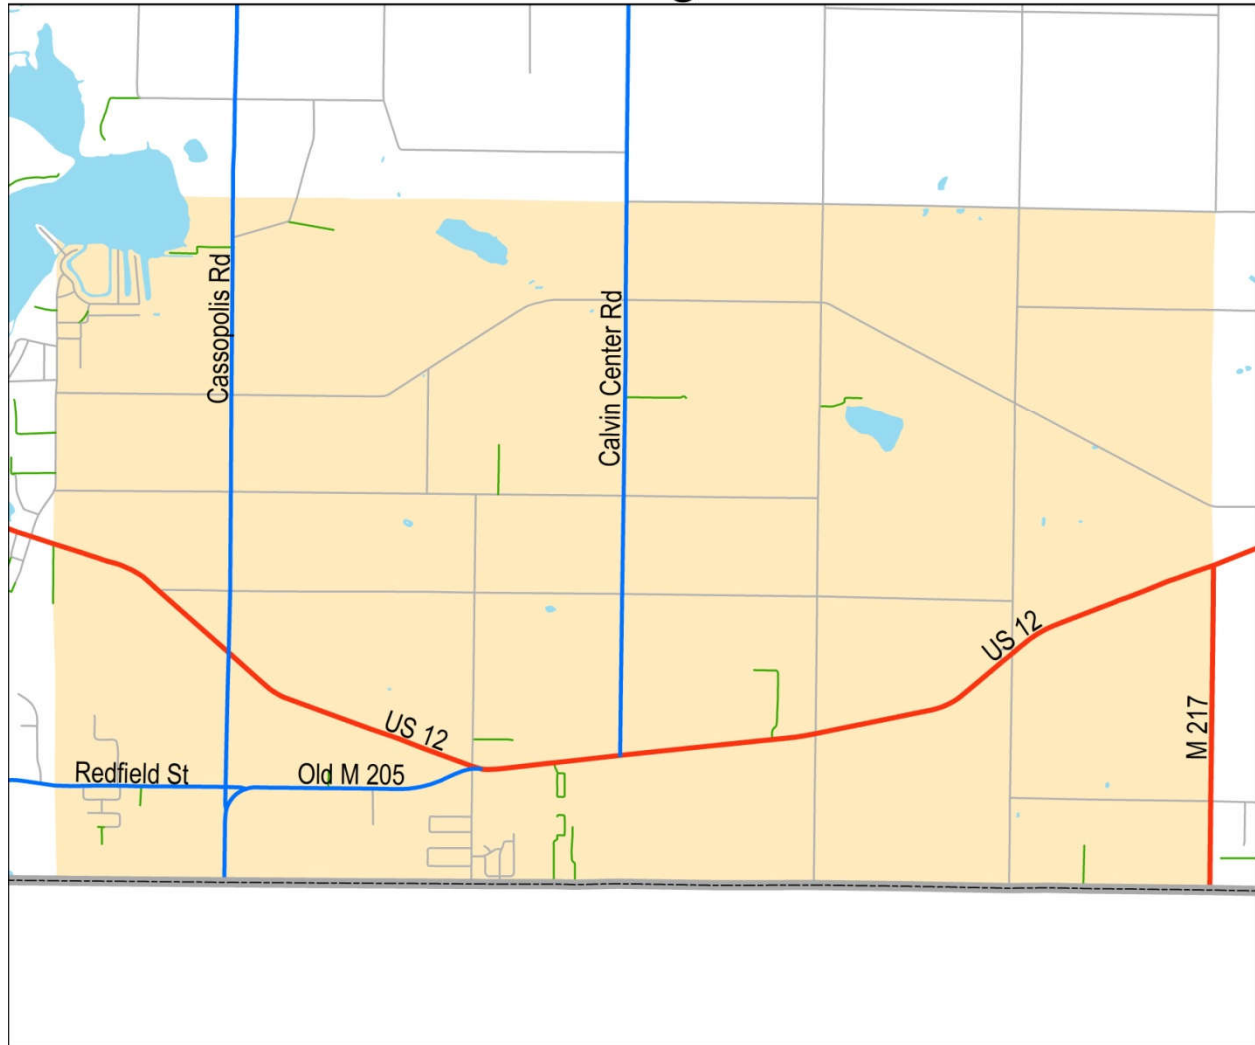 Cassopolis Rd
Calvin Center Rd
US 12
US 12
M 217
Redfield St
Old M 205